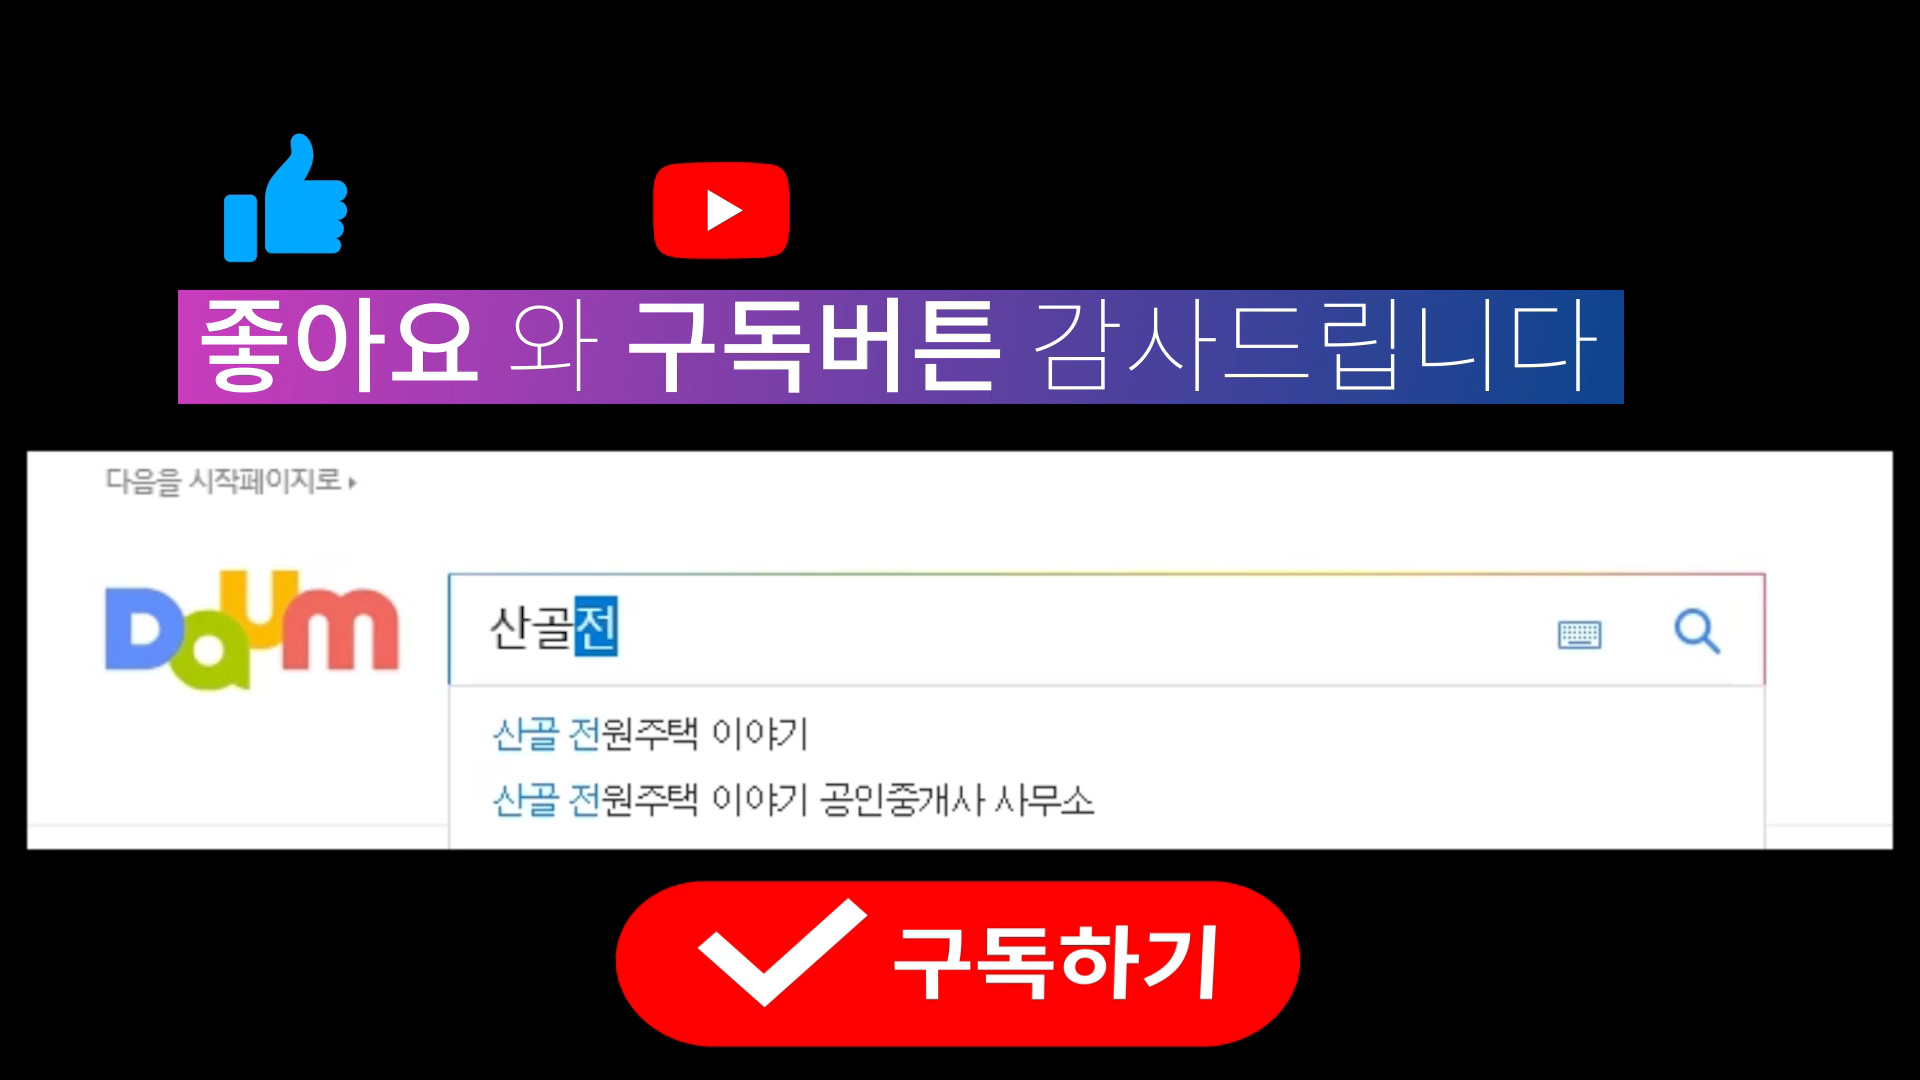 좋아요 와 구독버튼 감사드립니다
다음을 시작페이지로
Daum
산골전
산골 전원주택 이야기
산골 전원주택 이야기 공인중개사 사무소
구독하기